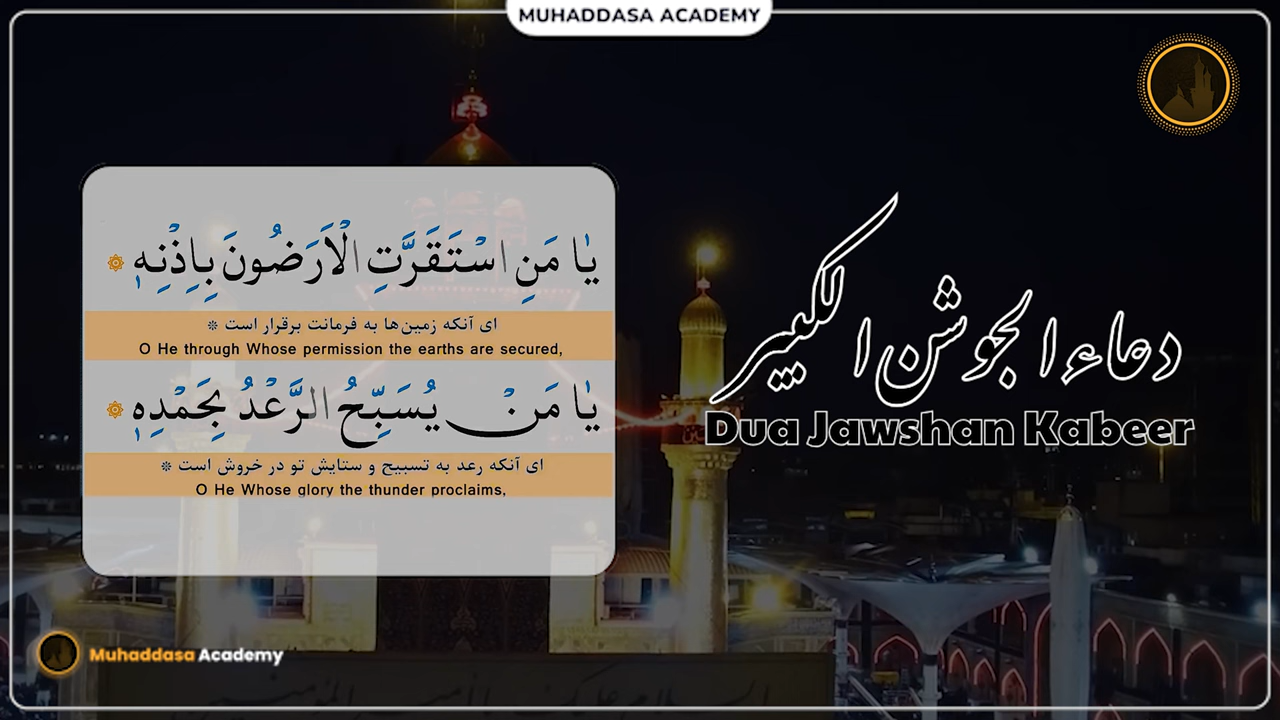 MUHADDASA ACADEMY
يٰا مَنِ اسْتَقَرَّتِ الْاَرَضُونَ بِاِذْنِهٖ ۞
ای آنکه زمین‌ها به فرمانت برقرار است ❊
O He through Whose permission the earths are secured,
يٰا مَنْ يُسَبِّحُ الرَّعْدُ بِحَمْدِهٖ ۞
ای آنکه رعد به تسبیح و ستایش تو در خروش است ❊
O He Whose glory the thunder proclaims,
دعاء الجوشن الكبير
Dua Jawshan Kabeer
Muhaddasa Academy